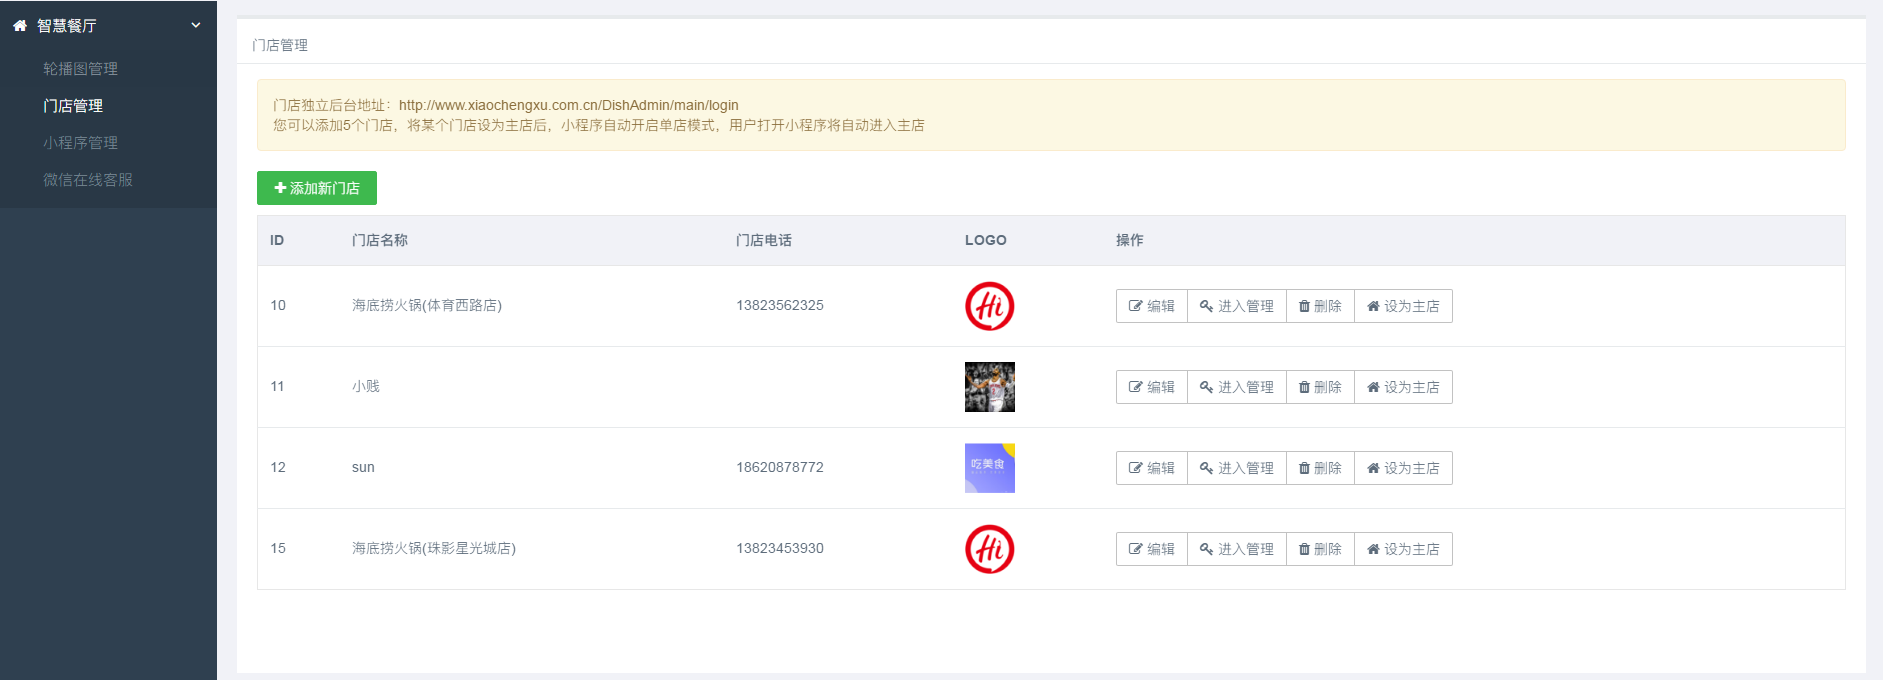 智慧餐厅
轮播图管理
门店管理
小程序管理
微信在线客服
门店管理
门店独立后台地址：http://www.xiaochengxu.com.cn/DishAdmin/main/login
您可以添加5个门店，将某个门店设为主店后，小程序自动开启单店模式，用户打开小程序将自动进入主店
添加新门店
ID 门店名称 门店电话 LOGO 操作
10 海底捞火锅(体育西路店) 13823562325 Hi 编辑 进入管理 删除 设为主店
11 小贱 编辑 进入管理 删除 设为主店
12 sun 18620878772 吃美食 编辑 进入管理 删除 设为主店
15 海底捞火锅(珠影星光城店) 13823453930 Hi 编辑 进入管理 删除 设为主店